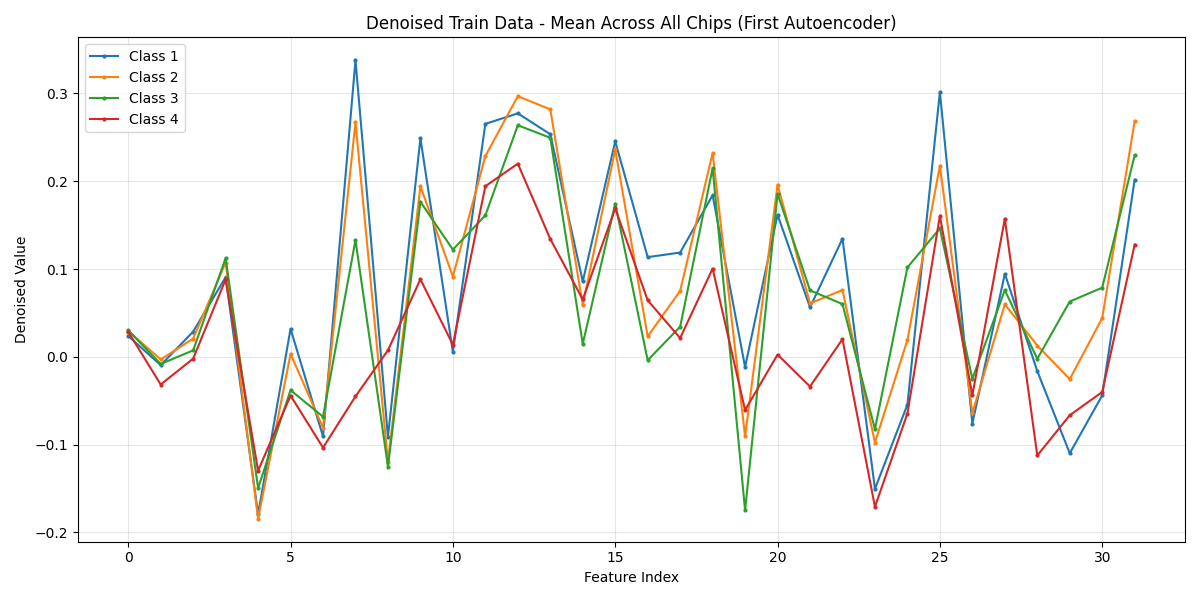 Denoised Train Data - Mean Across All Chips (First Autoencoder)
Class 1
Class 2
Class 3
Class 4
Denoised Value
0.3
0.2
0.1
0.0
−0.1
−0.2
0 5 10 15 20 25 30
Feature Index